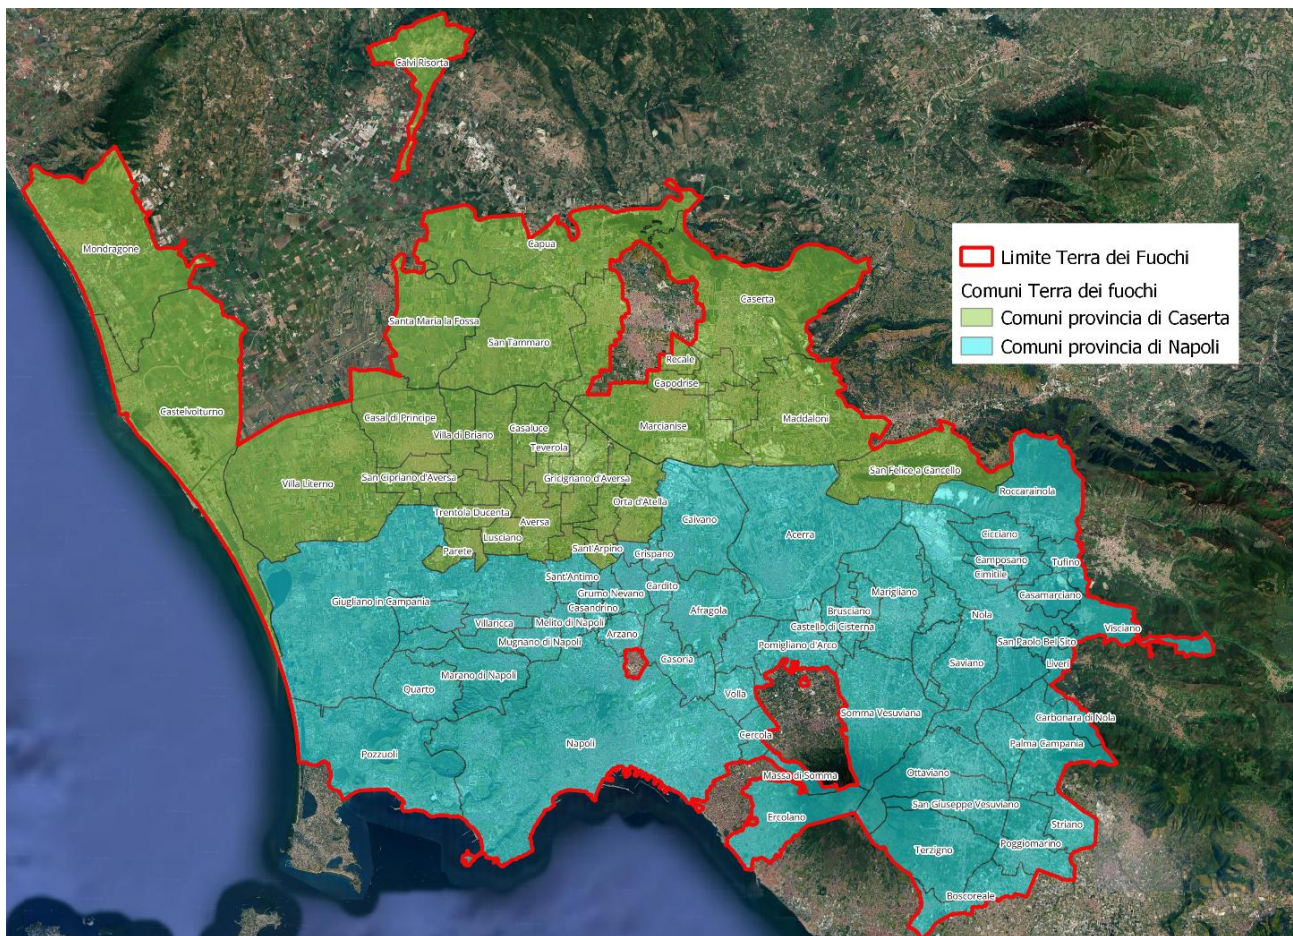 Calvi Risorta
Mondragone
Capua
Limite Terra dei Fuochi
Comuni Terra dei fuochi
Comuni provincia di Caserta
Comuni provincia di Napoli
Caserta
Santa Maria la Fossa
San Tammaro
Recale
Capodrise
Castelvolturno
Casal di Principe
Maddaloni
Casaluce
Marcianise
Villa di Briano
Teverola
San Felice a Cancello
San Cipriano d'Aversa
Gricignano d'Aversa
Villa Literno
Roccarainola
Orta d'Atella
Trentola Ducenta
Aversa
Caivano
Lusciano
Acerra
Cicciano
Parete
Sant'Arpino
Crispano
Camposano
Tufino
Cimitile
Sant'Antimo
Cardito
Grumo Nevano
Marigliano
Casamarciano
Giugliano in Campania
Casandrino
Afragola
Brusciano
Nola
Villaricca
Melito di Napoli
Castello di Cisterna
Visciano
Arzano
Mugnano di Napoli
San Paolo Bel Sito
Pomigliano d'Arco
Casoria
Saviano
Liveri
Marano di Napoli
Quarto
Volla
Somma Vesuviana
Carbonara di Nola
Cercola
Napoli
Palma Campania
Pozzuoli
Massa di Somma
Ottaviano
San Giuseppe Vesuviano
Ercolano
Striano
Poggiomarino
Terzigno
Boscoreale